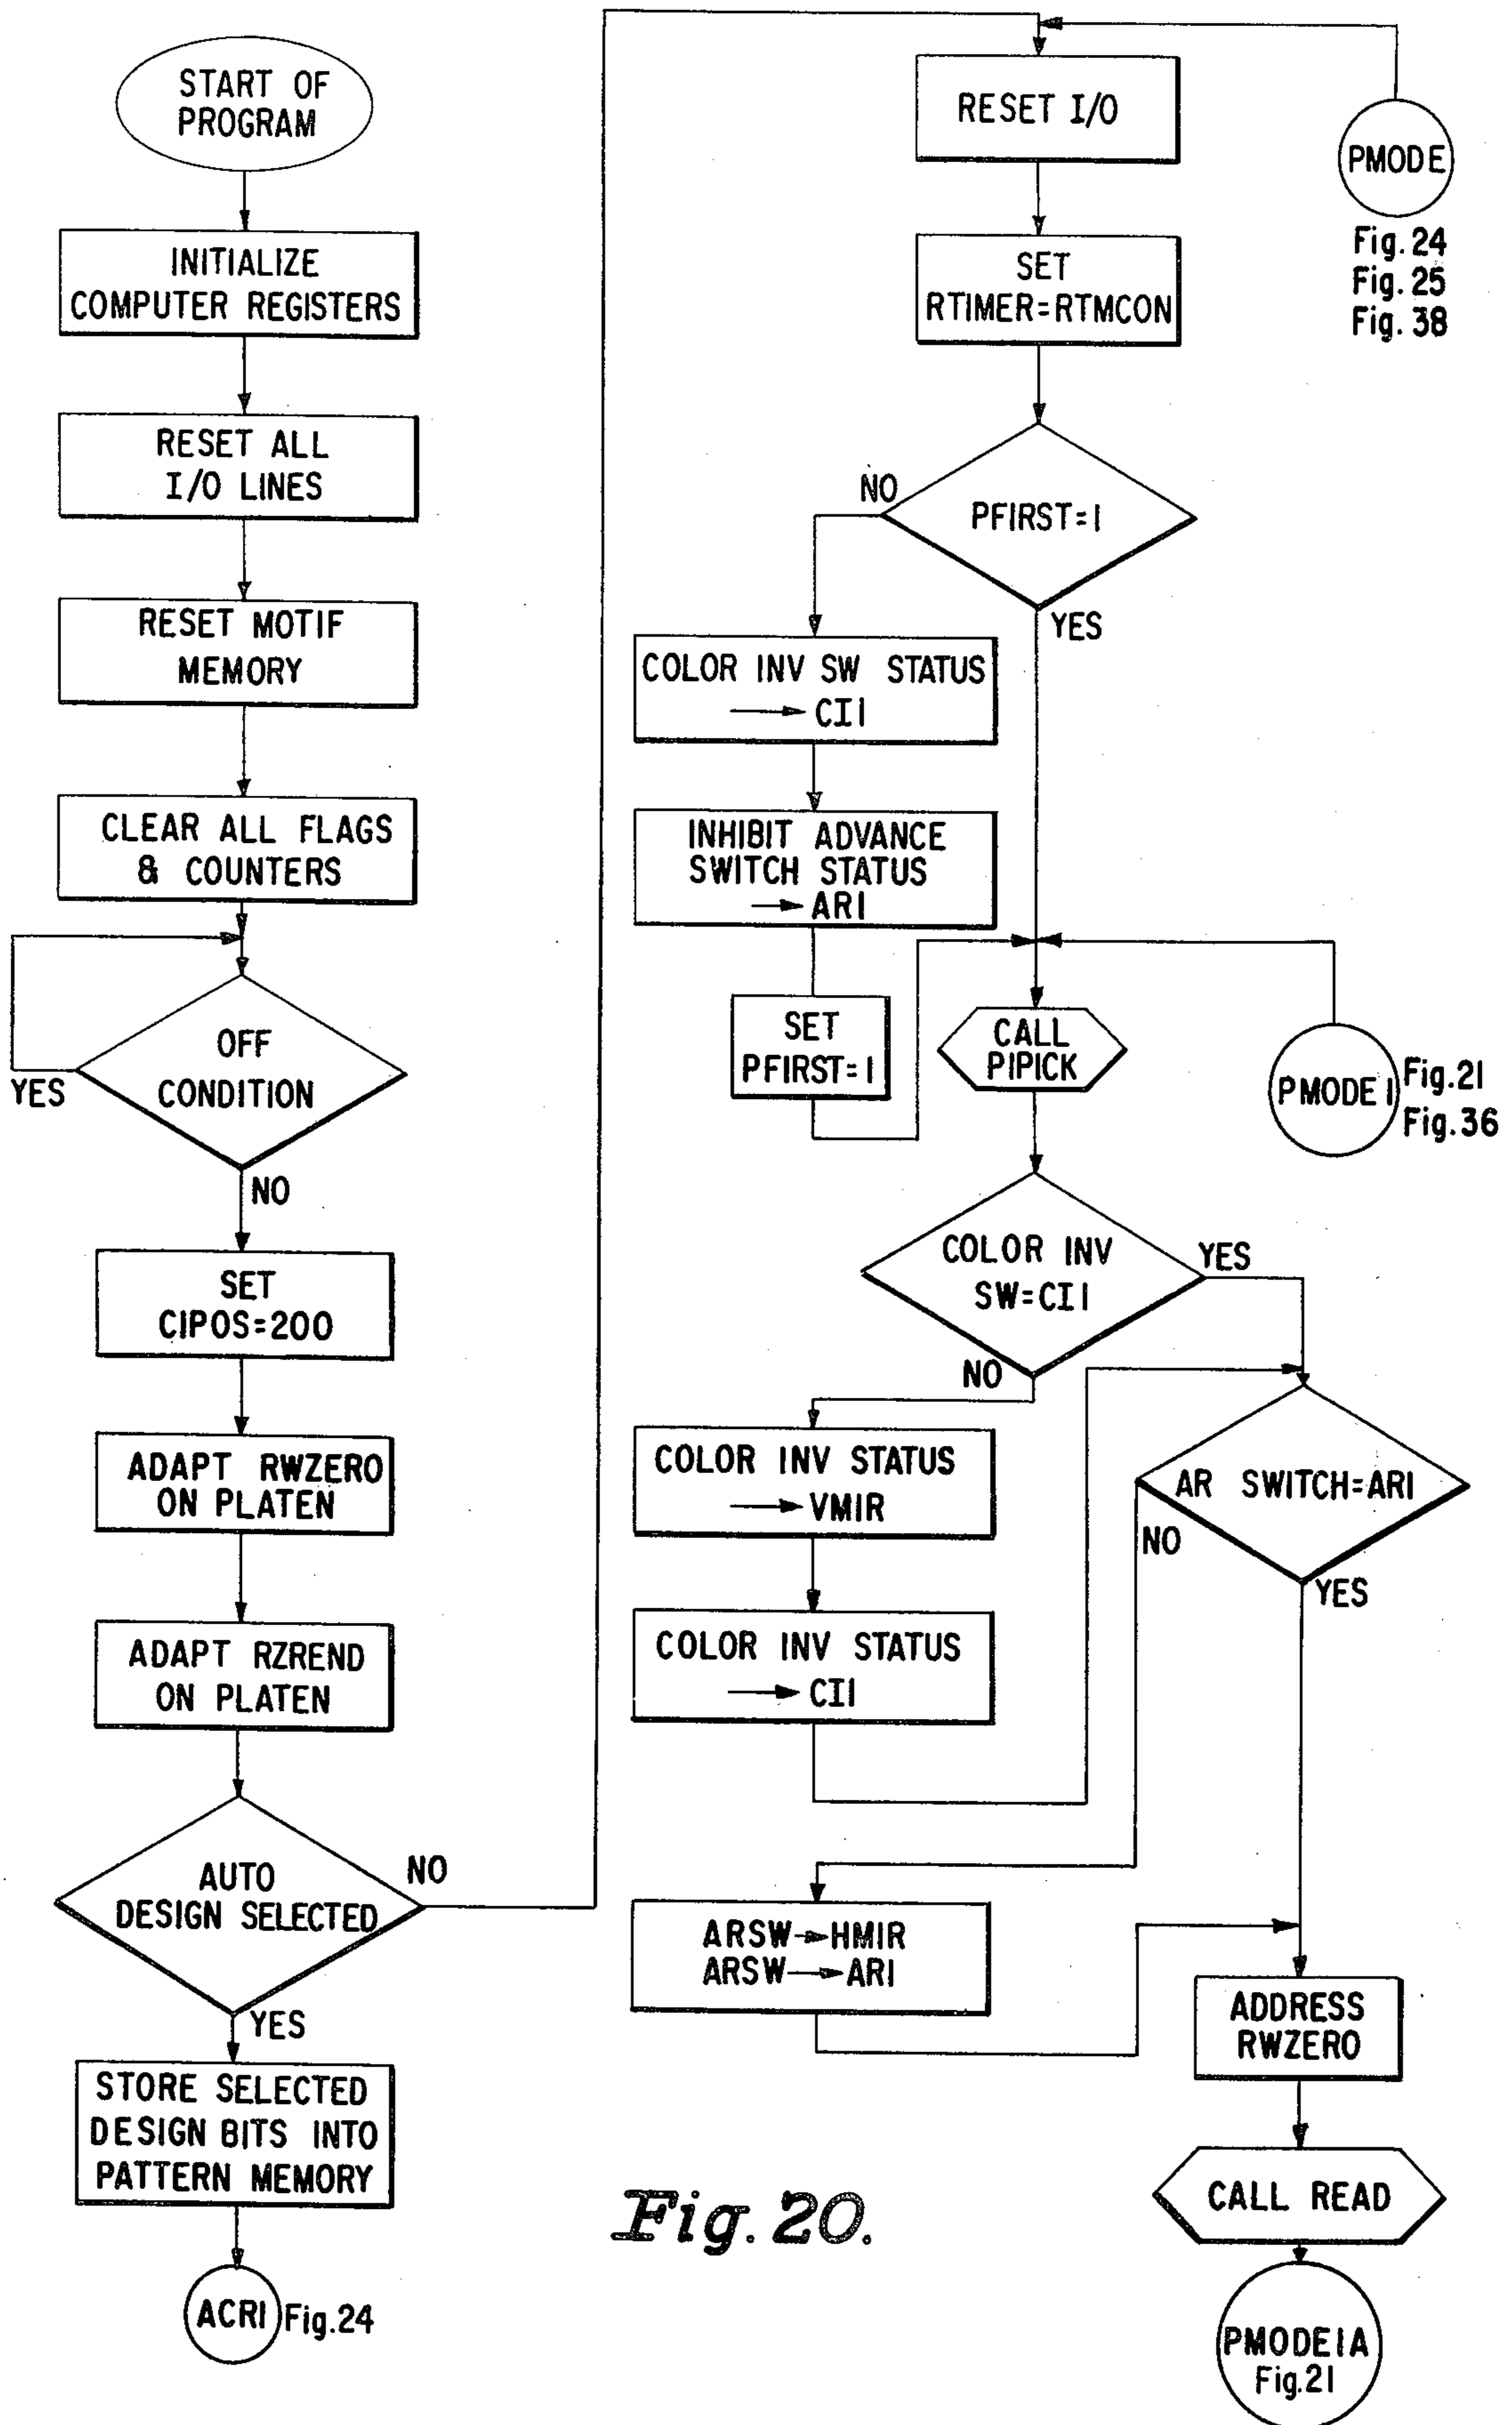 START OF
PROGRAM
INITIALIZE
COMPUTER REGISTERS
RESET ALL
I/O LINES
RESET MOTIF
MEMORY
CLEAR ALL FLAGS
& COUNTERS
OFF
CONDITION
YES
NO
SET
CIPOS=200
ADAPT RWZERO
ON PLATEN
ADAPT RZREND
ON PLATEN
AUTO
DESIGN SELECTED
NO
YES
STORE SELECTED
DESIGN BITS INTO
PATTERN MEMORY
ACR1 Fig.24
RESET I/O
PMODE
Fig. 24
Fig. 25
Fig. 38
SET
RTIMER=RTMCON
PFIRST=1
NO
YES
COLOR INV SW STATUS
→ CI1
INHIBIT ADVANCE
SWITCH STATUS
→ AR1
SET
PFIRST=1
CALL
PIPICK
PMODE 1 Fig.21
Fig.36
COLOR INV
SW=CI1
YES
NO
COLOR INV STATUS
→ VMIR
COLOR INV STATUS
→ CI1
AR SWITCH=AR1
NO
YES
ARSW→HMIR
ARSW→AR1
ADDRESS
RWZERO
CALL READ
PMODE1A
Fig.21
Fig. 20.